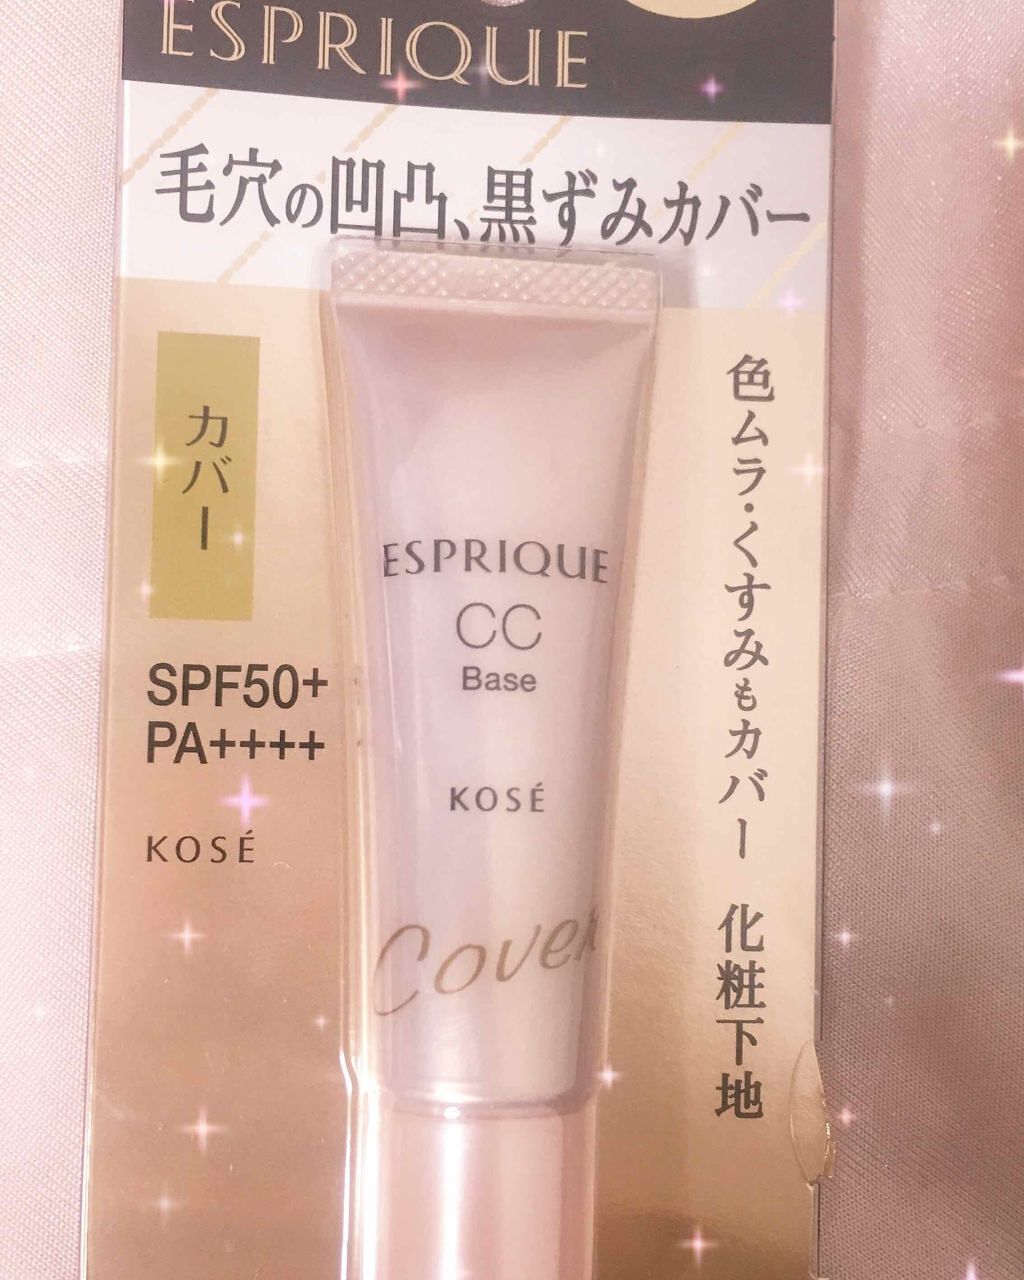 ESPRIQUE
毛穴の凹凸、黒ずみカバー
カバー
SPF50+
PA++++
KOSÉ
ESPRIQUE
CC
Base
KOSÉ
Cover
色ムラ・くすみもカバー 化粧下地